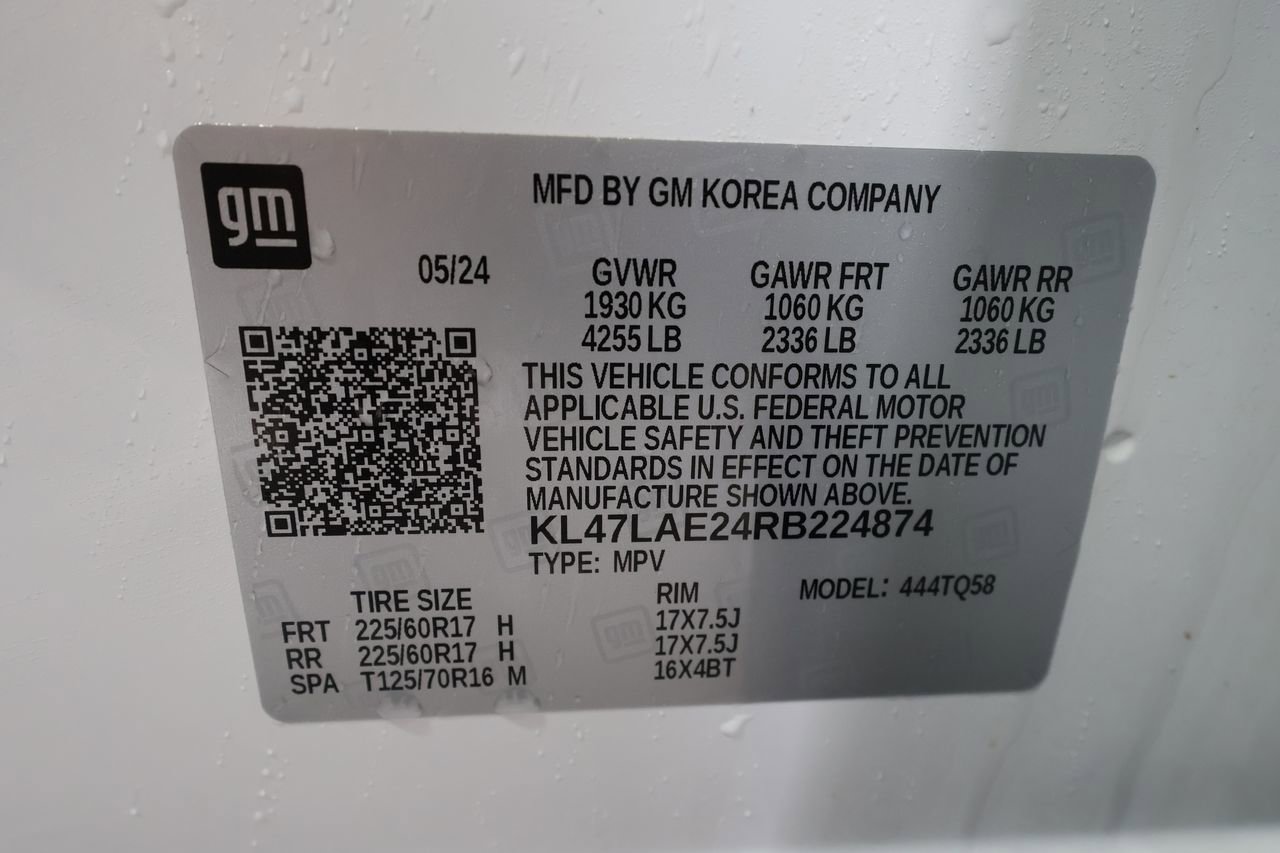 gm
MFD BY GM KOREA COMPANY
05/24 GVWR GAWR FRT GAWR RR
1930 KG 1060 KG 1060 KG
4255 LB 2336 LB 2336 LB
THIS VEHICLE CONFORMS TO ALL
APPLICABLE U.S. FEDERAL MOTOR
VEHICLE SAFETY AND THEFT PREVENTION
STANDARDS IN EFFECT ON THE DATE OF
MANUFACTURE SHOWN ABOVE.
KL47LAE24RB224874
TYPE: MPV
TIRE SIZE RIM MODEL: 444TQ58
FRT 225/60R17 H 17X7.5J
RR 225/60R17 H 17X7.5J
SPA T125/70R16 M 16X4BT